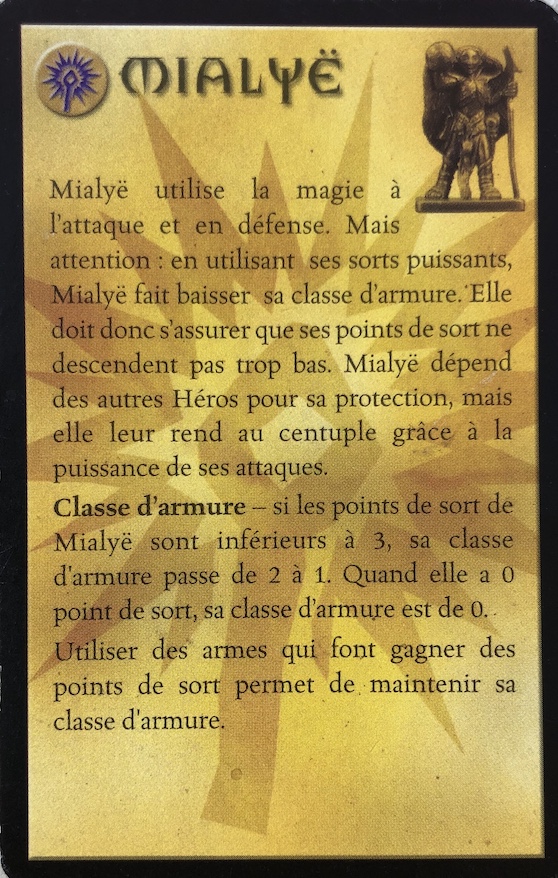 MIALYË
Mialyë utilise la magie à
l'attaque et en défense. Mais
attention : en utilisant ses sorts puissants,
Mialyë fait baisser sa classe d'armure. Elle
doit donc s'assurer que ses points de sort ne
descendent pas trop bas. Mialyë dépend
des autres Héros pour sa protection, mais
elle leur rend au centuple grâce à la
puissance de ses attaques.
Classe d'armure – si les points de sort de
Mialyë sont inférieurs à 3, sa classe
d'armure passe de 2 à 1. Quand elle a 0
point de sort, sa classe d'armure est de 0.
Utiliser des armes qui font gagner des
points de sort permet de maintenir sa
classe d'armure.